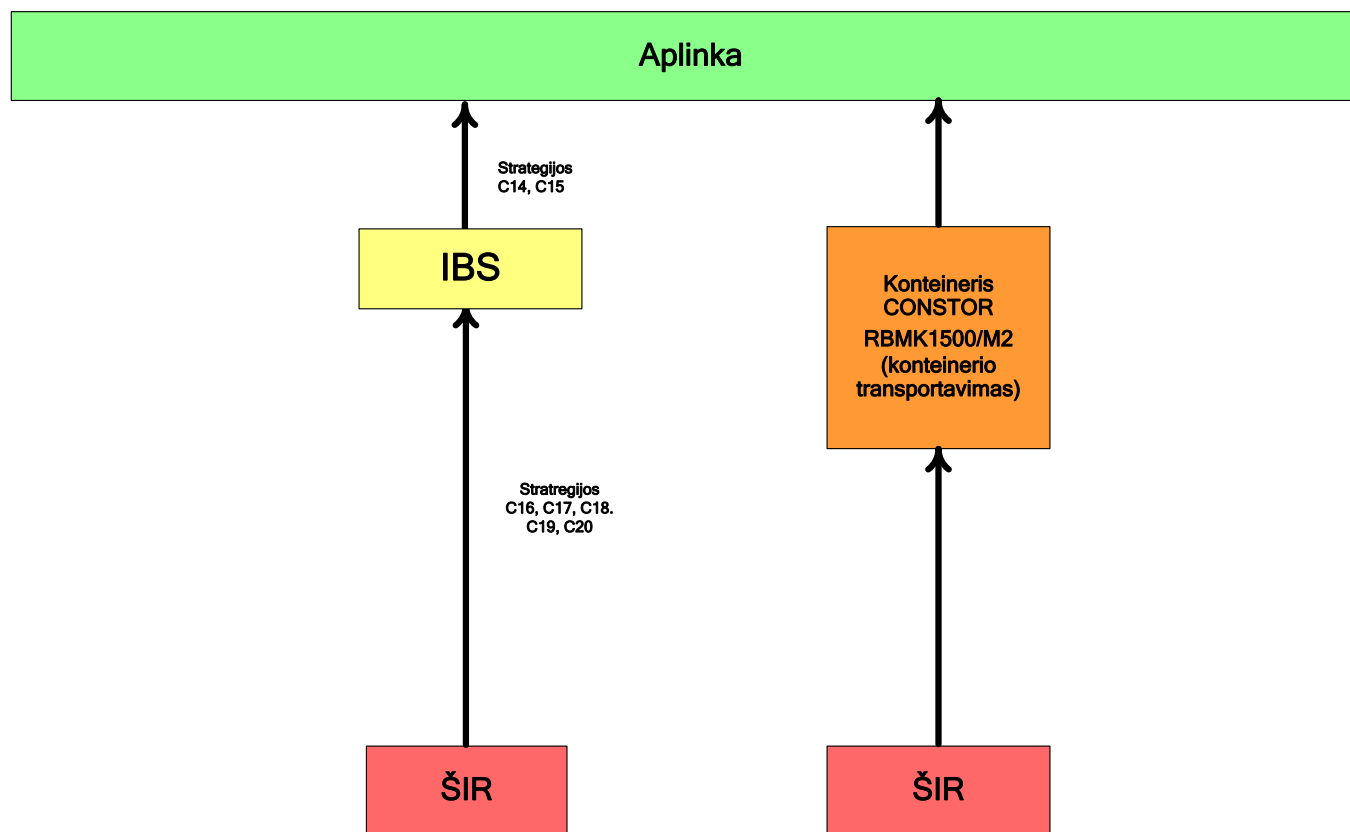 Aplinka
Strategijos
C14, C15
IBS
Konteineris
CONSTOR
RBMK1500/M2
(konteinerio
transportavimas)
Stratregijos
C16, C17, C18.
C19, C20
ŠIR
ŠIR